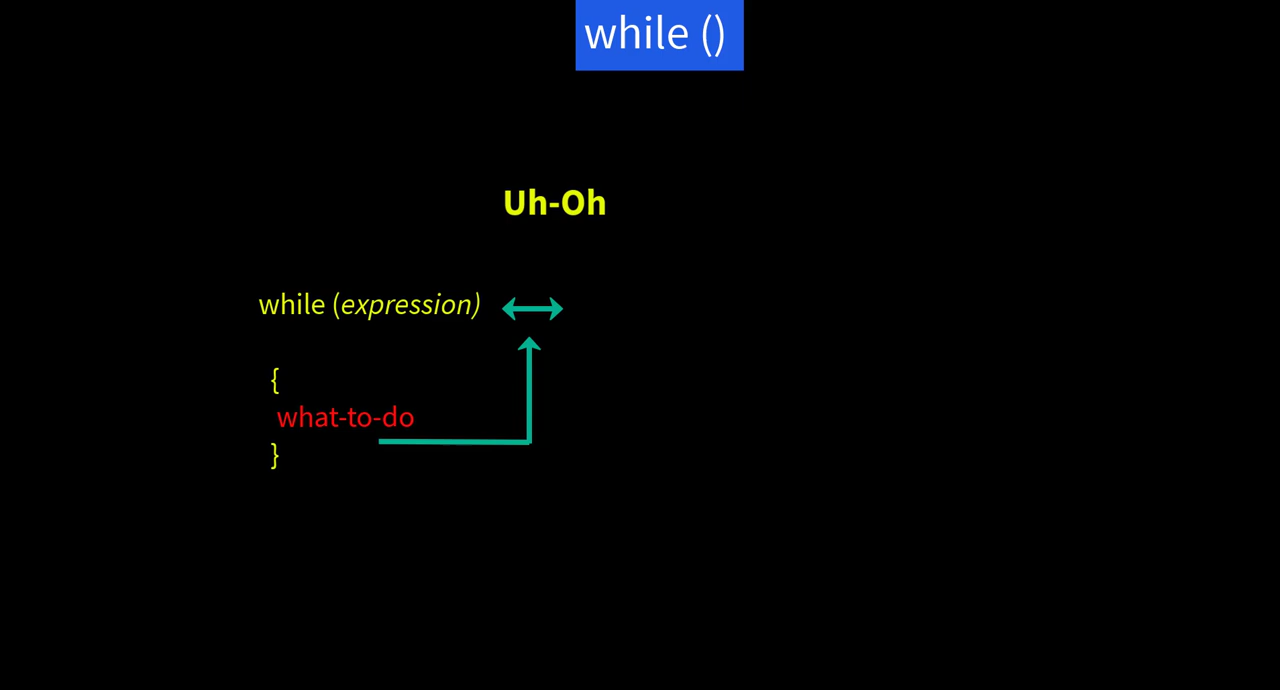 while ()
Uh-Oh
while (expression)
{
what-to-do
}